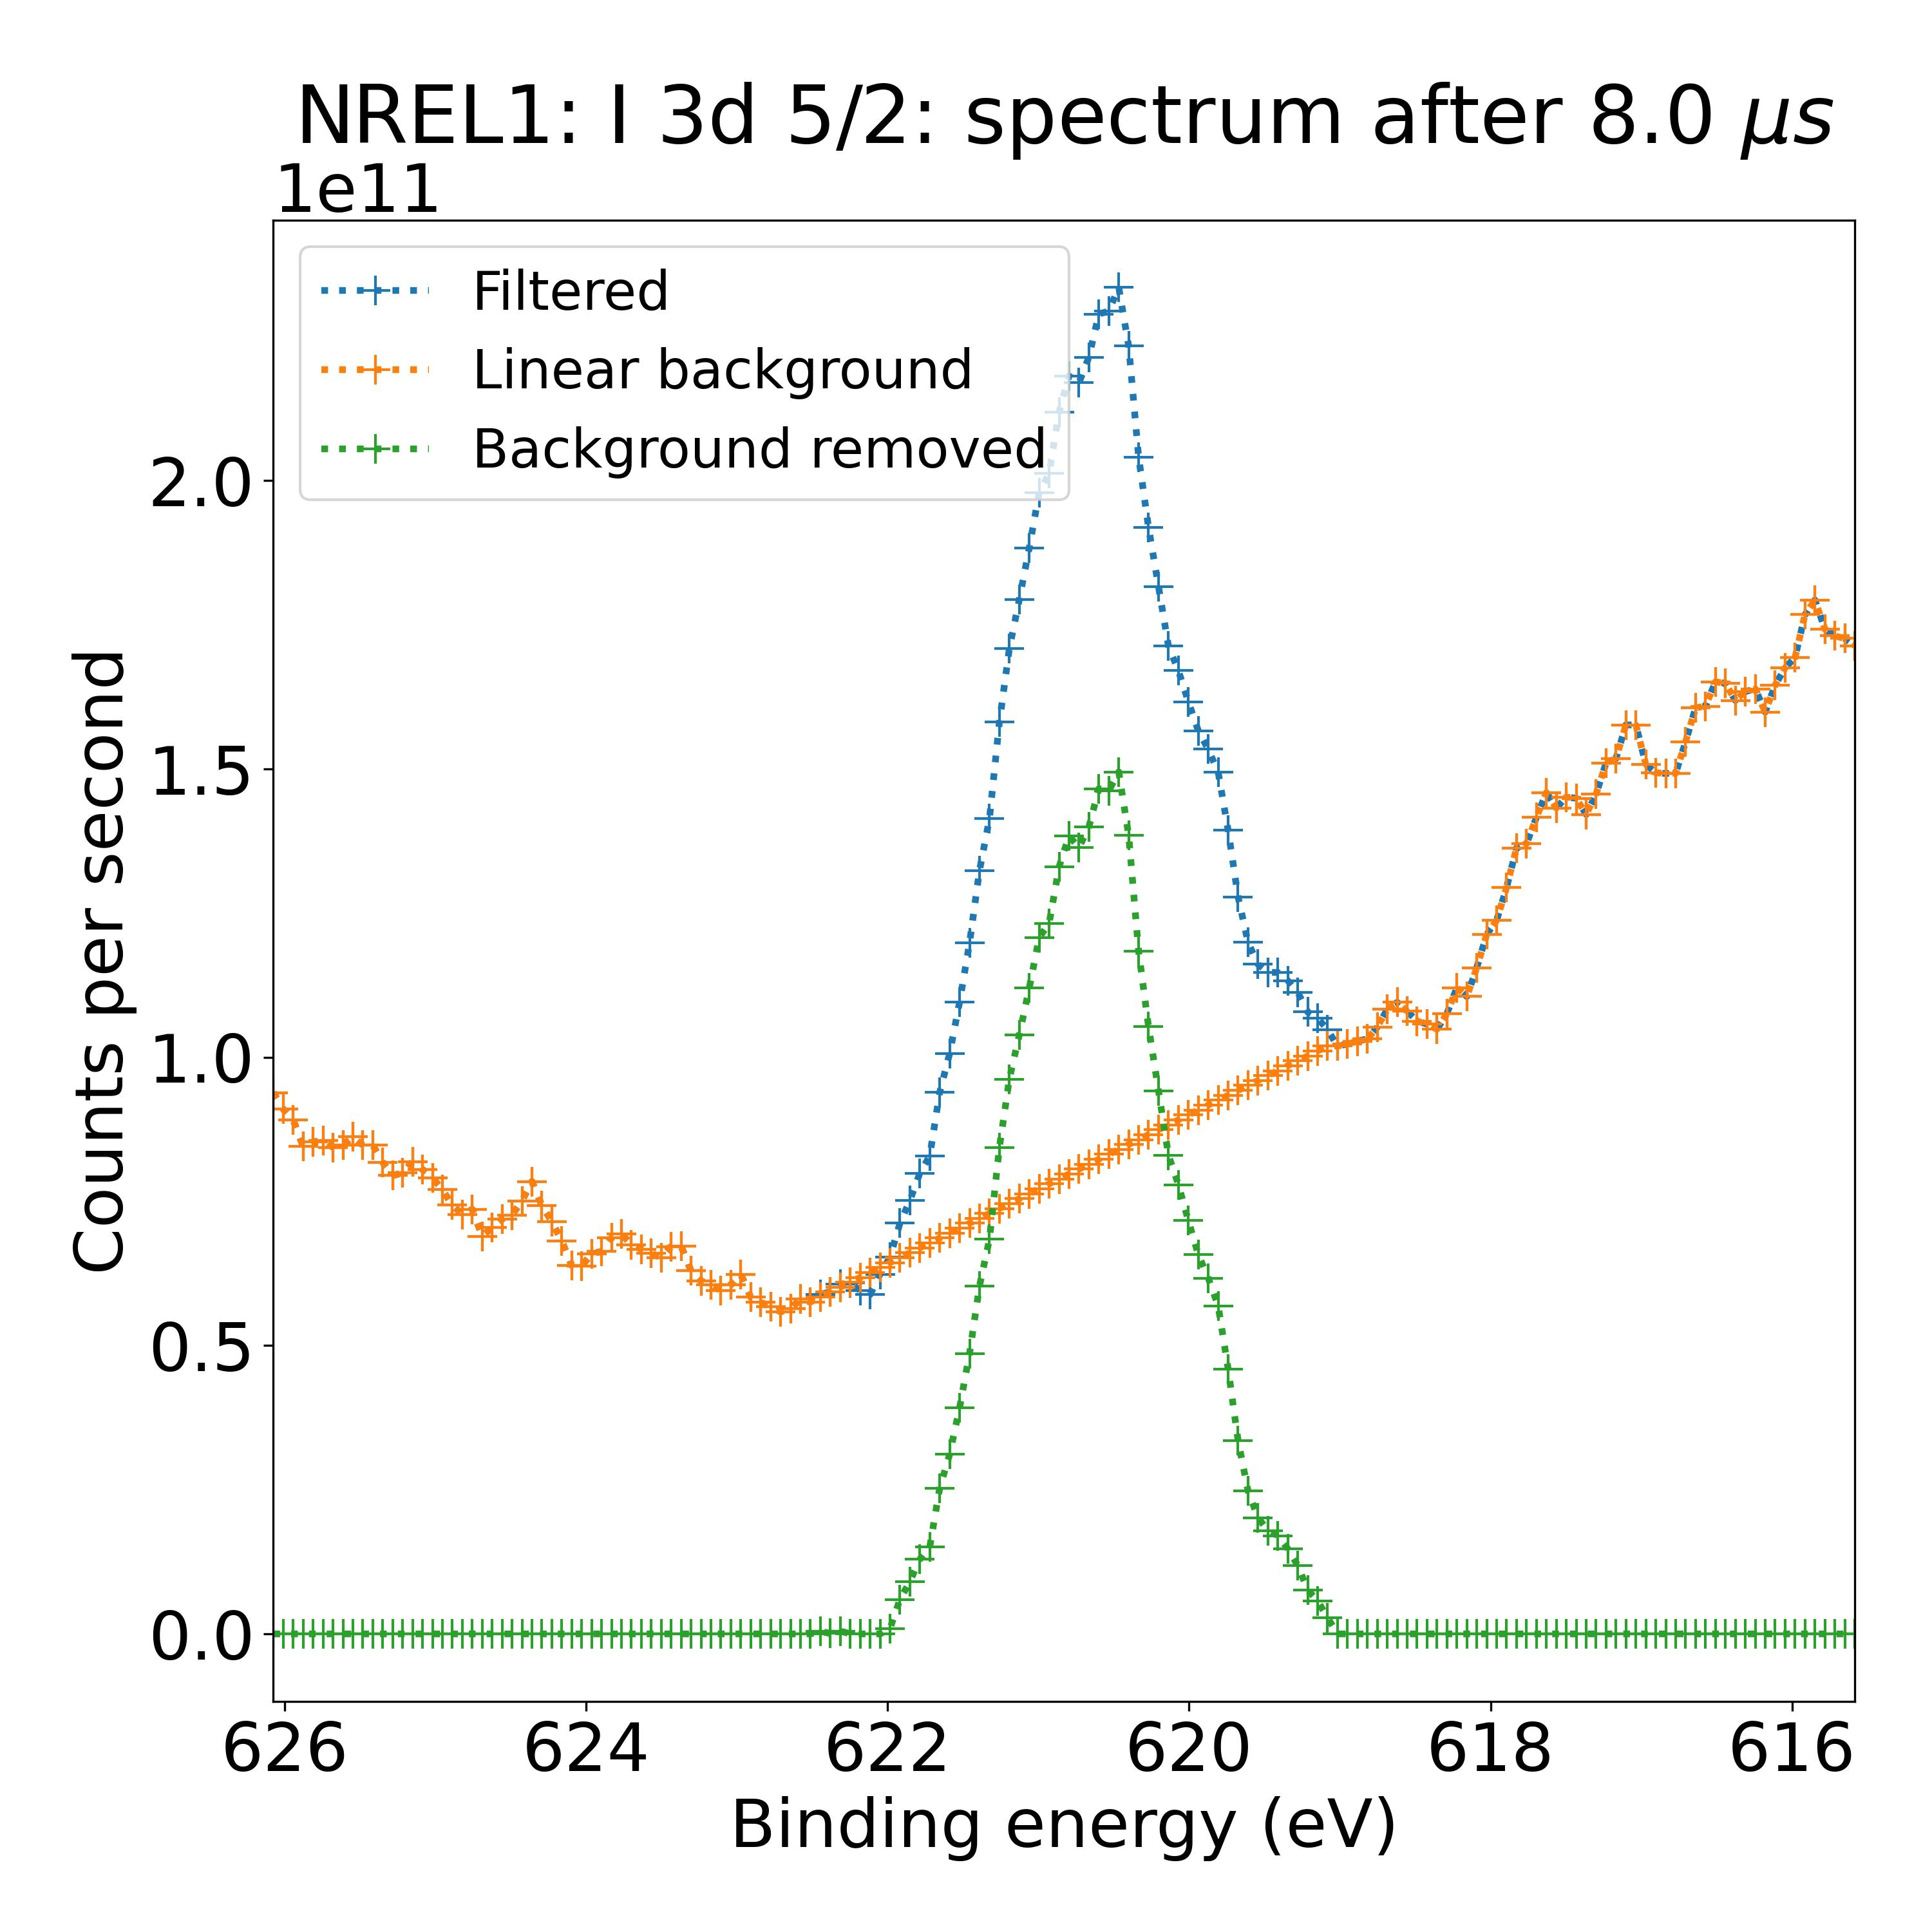 NREL1: I 3d 5/2: spectrum after 8.0 μs
1e11
Filtered
Linear background
Background removed
2.0
1.5
1.0
0.5
0.0
Counts per second
626 624 622 620 618 616
Binding energy (eV)